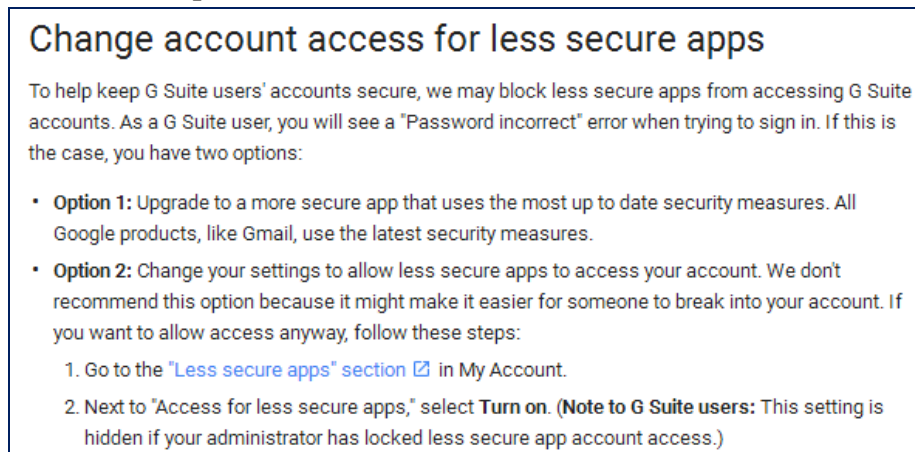 Change account access for less secure apps
To help keep G Suite users' accounts secure, we may block less secure apps from accessing G Suite
accounts. As a G Suite user, you will see a "Password incorrect" error when trying to sign in. If this is
the case, you have two options:
• Option 1: Upgrade to a more secure app that uses the most up to date security measures. All
Google products, like Gmail, use the latest security measures.
• Option 2: Change your settings to allow less secure apps to access your account. We don't
recommend this option because it might make it easier for someone to break into your account. If
you want to allow access anyway, follow these steps:
1. Go to the "Less secure apps" section in My Account.
2. Next to "Access for less secure apps," select Turn on. (Note to G Suite users: This setting is
hidden if your administrator has locked less secure app account access.)